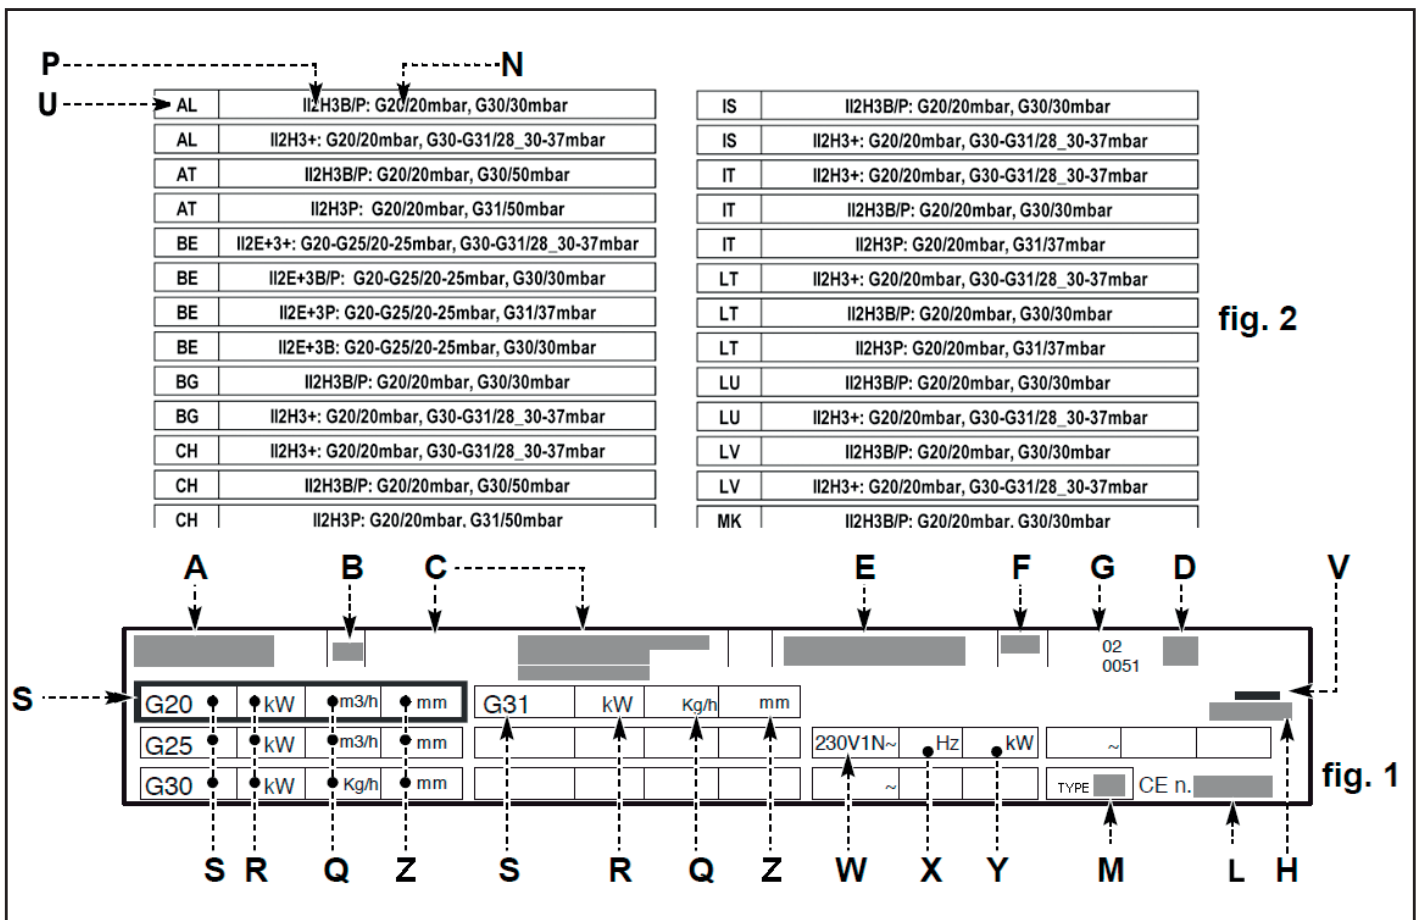 P N
U
AL II2H3B/P: G20/20mbar, G30/30mbar
AL II2H3+: G20/20mbar, G30-G31/28_30-37mbar
AT II2H3B/P: G20/20mbar, G30/50mbar
AT II2H3P: G20/20mbar, G31/50mbar
BE II2E+3+: G20-G25/20-25mbar, G30-G31/28_30-37mbar
BE II2E+3B/P: G20-G25/20-25mbar, G30/30mbar
BE II2E+3P: G20-G25/20-25mbar, G31/37mbar
BE II2E+3B: G20-G25/20-25mbar, G30/30mbar
BG II2H3B/P: G20/20mbar, G30/30mbar
BG II2H3+: G20/20mbar, G30-G31/28_30-37mbar
CH II2H3+: G20/20mbar, G30-G31/28_30-37mbar
CH II2H3B/P: G20/20mbar, G30/50mbar
CH II2H3P: G20/20mbar, G31/50mbar
IS II2H3B/P: G20/20mbar, G30/30mbar
IS II2H3+: G20/20mbar, G30-G31/28_30-37mbar
IT II2H3+: G20/20mbar, G30-G31/28_30-37mbar
IT II2H3B/P: G20/20mbar, G30/30mbar
IT II2H3P: G20/20mbar, G31/37mbar
LT II2H3+: G20/20mbar, G30-G31/28_30-37mbar
LT II2H3B/P: G20/20mbar, G30/30mbar
LT II2H3P: G20/20mbar, G31/37mbar
LU II2H3B/P: G20/20mbar, G30/30mbar
LU II2H3+: G20/20mbar, G30-G31/28_30-37mbar
LV II2H3B/P: G20/20mbar, G30/30mbar
LV II2H3+: G20/20mbar, G30-G31/28_30-37mbar
MK II2H3B/P: G20/20mbar, G30/30mbar
fig. 2
A B C E F G D V
02
0051
S
G20 kW m3/h mm G31 kW Kg/h mm
G25 kW m3/h mm 230V1N~ Hz kW ~
G30 kW Kg/h mm ~ TYPE CE n.
fig. 1
S R Q Z S R Q Z W X Y M L H